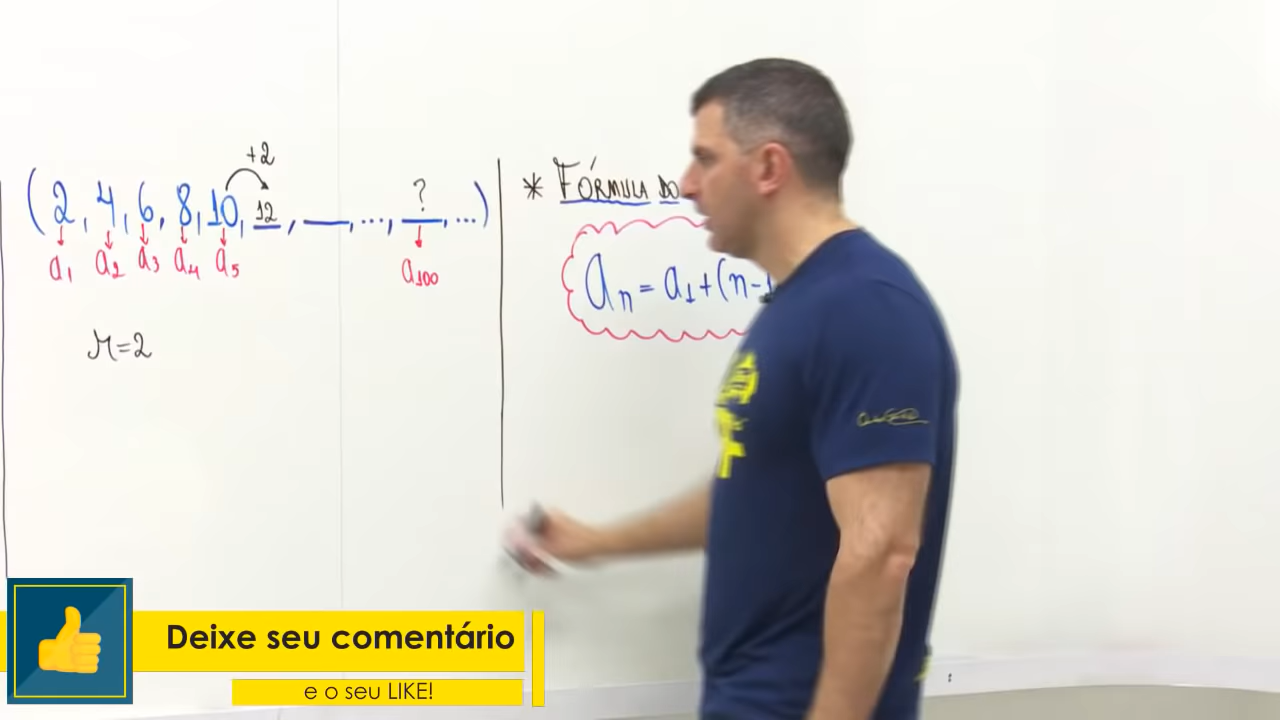 +2
(2, 4, 6, 8, 10, 12, ___, ..., ?, ...)
a1 a2 a3 a4 a5 a100
r=2
* FÓRMULA DO
an = a1+(n-1
Deixe seu comentário
e o seu LIKE!